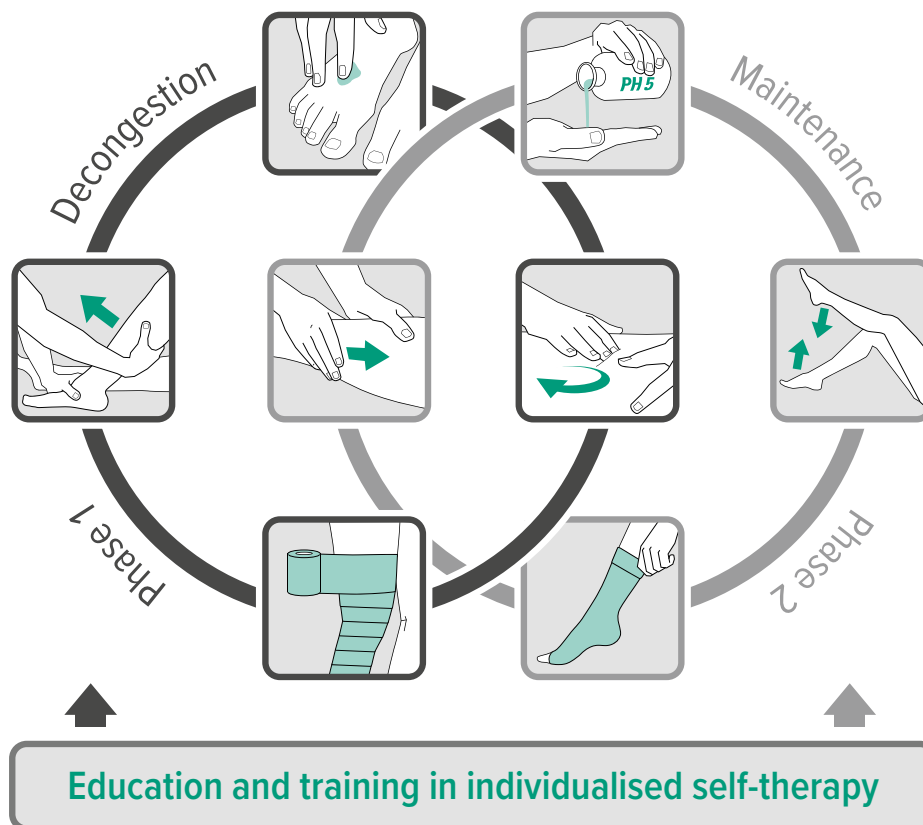 Decongestion
Maintenance
PH 5
Phase 1
Phase 2
Education and training in individualised self-therapy